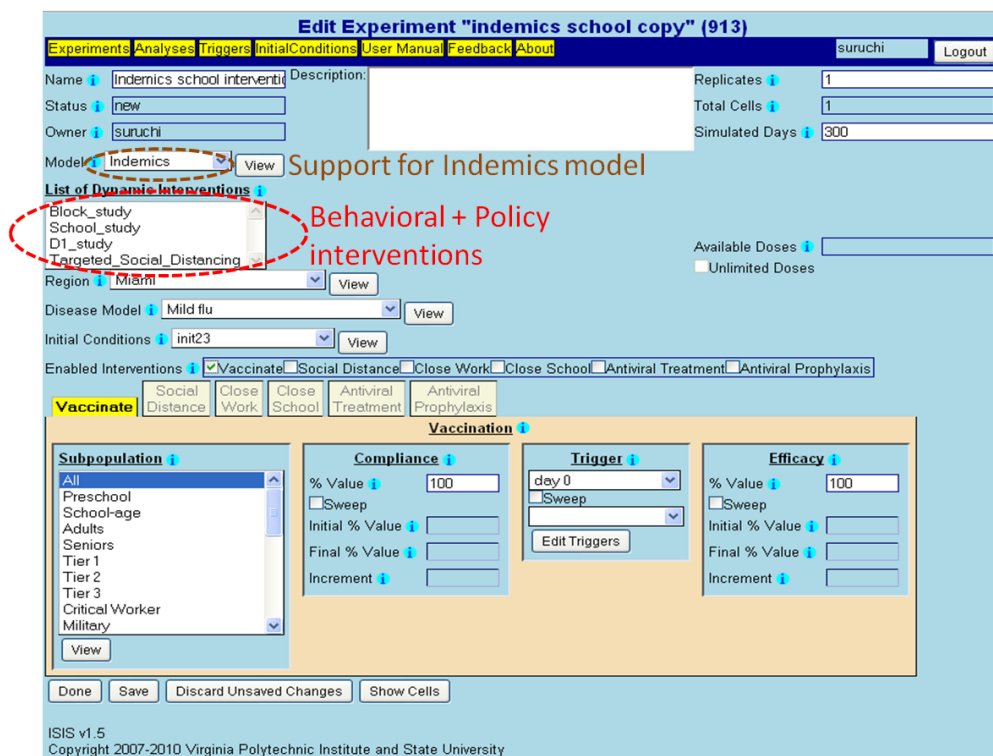 Edit Experiment "indemics school copy" (913)
Experiments Analyses Triggers InitialConditions User Manual Feedback About suruchi Logout
Name i Indemics school interventi Description: Replicates i 1
Status i new Total Cells i 1
Owner i suruchi Simulated Days i 300
Model i Indemics View Support for Indemics model
List of Dynamic Interventions i
Block_study
School_study
D1_study
Targeted_Social_Distancing
Behavioral + Policy
interventions
Available Doses i
Unlimited Doses
Region i Miami View
Disease Model i Mild flu View
Initial Conditions i init23 View
Enabled Interventions i Vaccinate Social Distance Close Work Close School Antiviral Treatment Antiviral Prophylaxis
Vaccinate Social Distance Close Work Close School Antiviral Treatment Antiviral Prophylaxis
Vaccination i
Subpopulation i
All
Preschool
School-age
Adults
Seniors
Tier 1
Tier 2
Tier 3
Critical Worker
Military
View
Compliance i
% Value i 100
Sweep
Initial % Value i
Final % Value i
Increment i
Trigger i
day 0
Sweep
Edit Triggers
Efficacy i
% Value i 100
Sweep
Initial % Value i
Final % Value i
Increment i
Done Save Discard Unsaved Changes Show Cells
ISIS v1.5
Copyright 2007-2010 Virginia Polytechnic Institute and State University